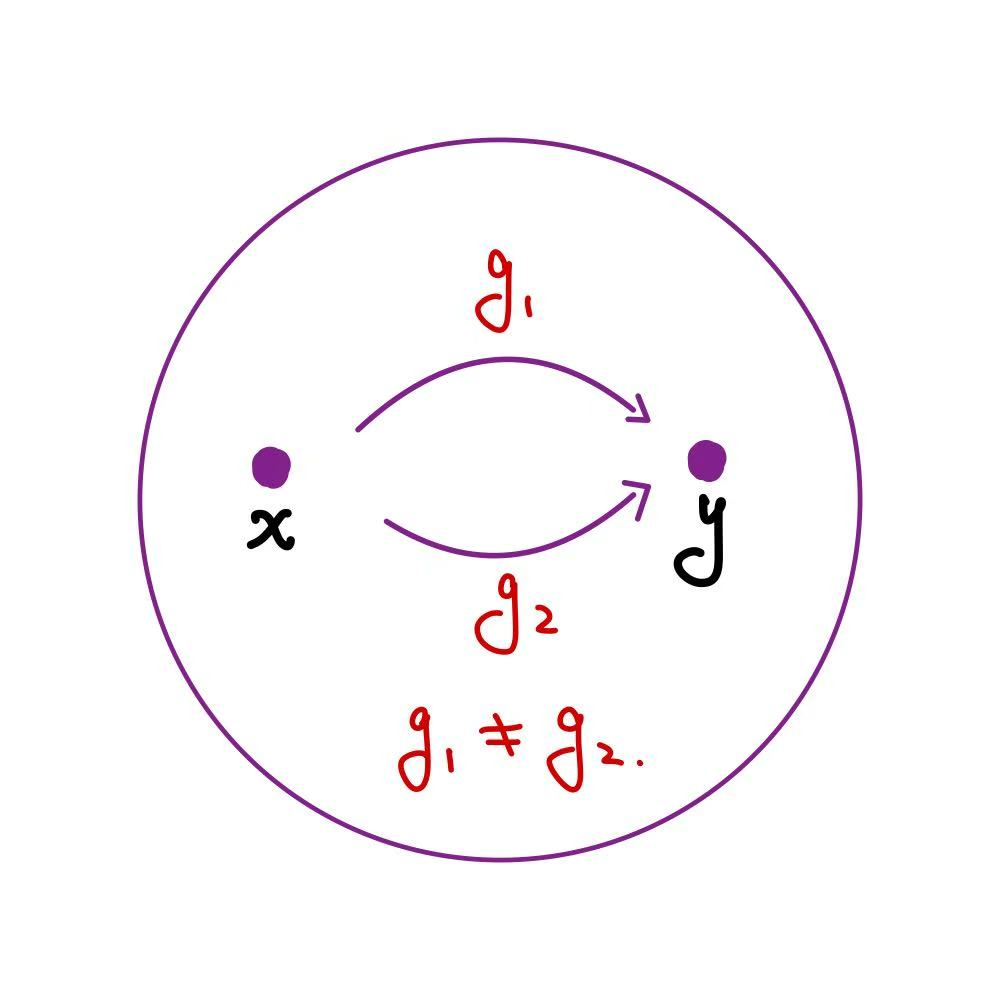 g₁
x
y
g₂
g₁ ≠ g₂.